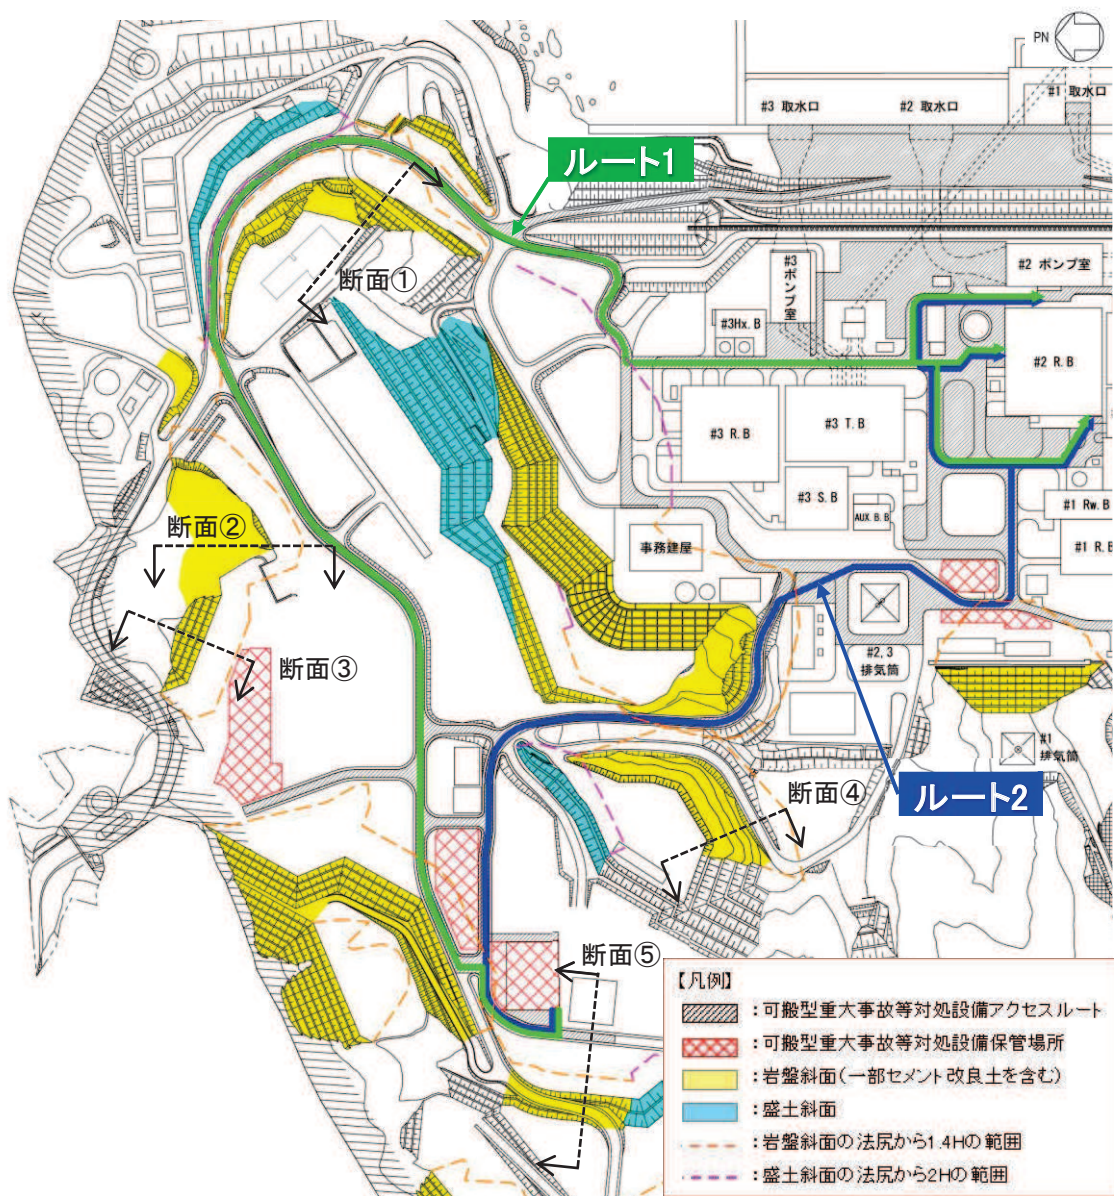 PN
#1 取水口
#3 取水口
#2 取水口
ルート1
#2 ポンプ室
#3
ポンプ室
断面①
#3Hx.B
#2 R.B
#3 R.B
#3 T.B
#3 S.B
AUX.B.B
#1 Rw.B
断面②
事務建屋
#1 R.B
断面③
#2,3
排気筒
#1
排気筒
断面④
ルート2
断面⑤
【凡例】
:可搬型重大事故等対処設備アクセスルート
:可搬型重大事故等対処設備保管場所
:岩盤斜面(一部セメント改良土を含む)
:盛土斜面
:岩盤斜面の法尻から1.4Hの範囲
:盛土斜面の法尻から2Hの範囲